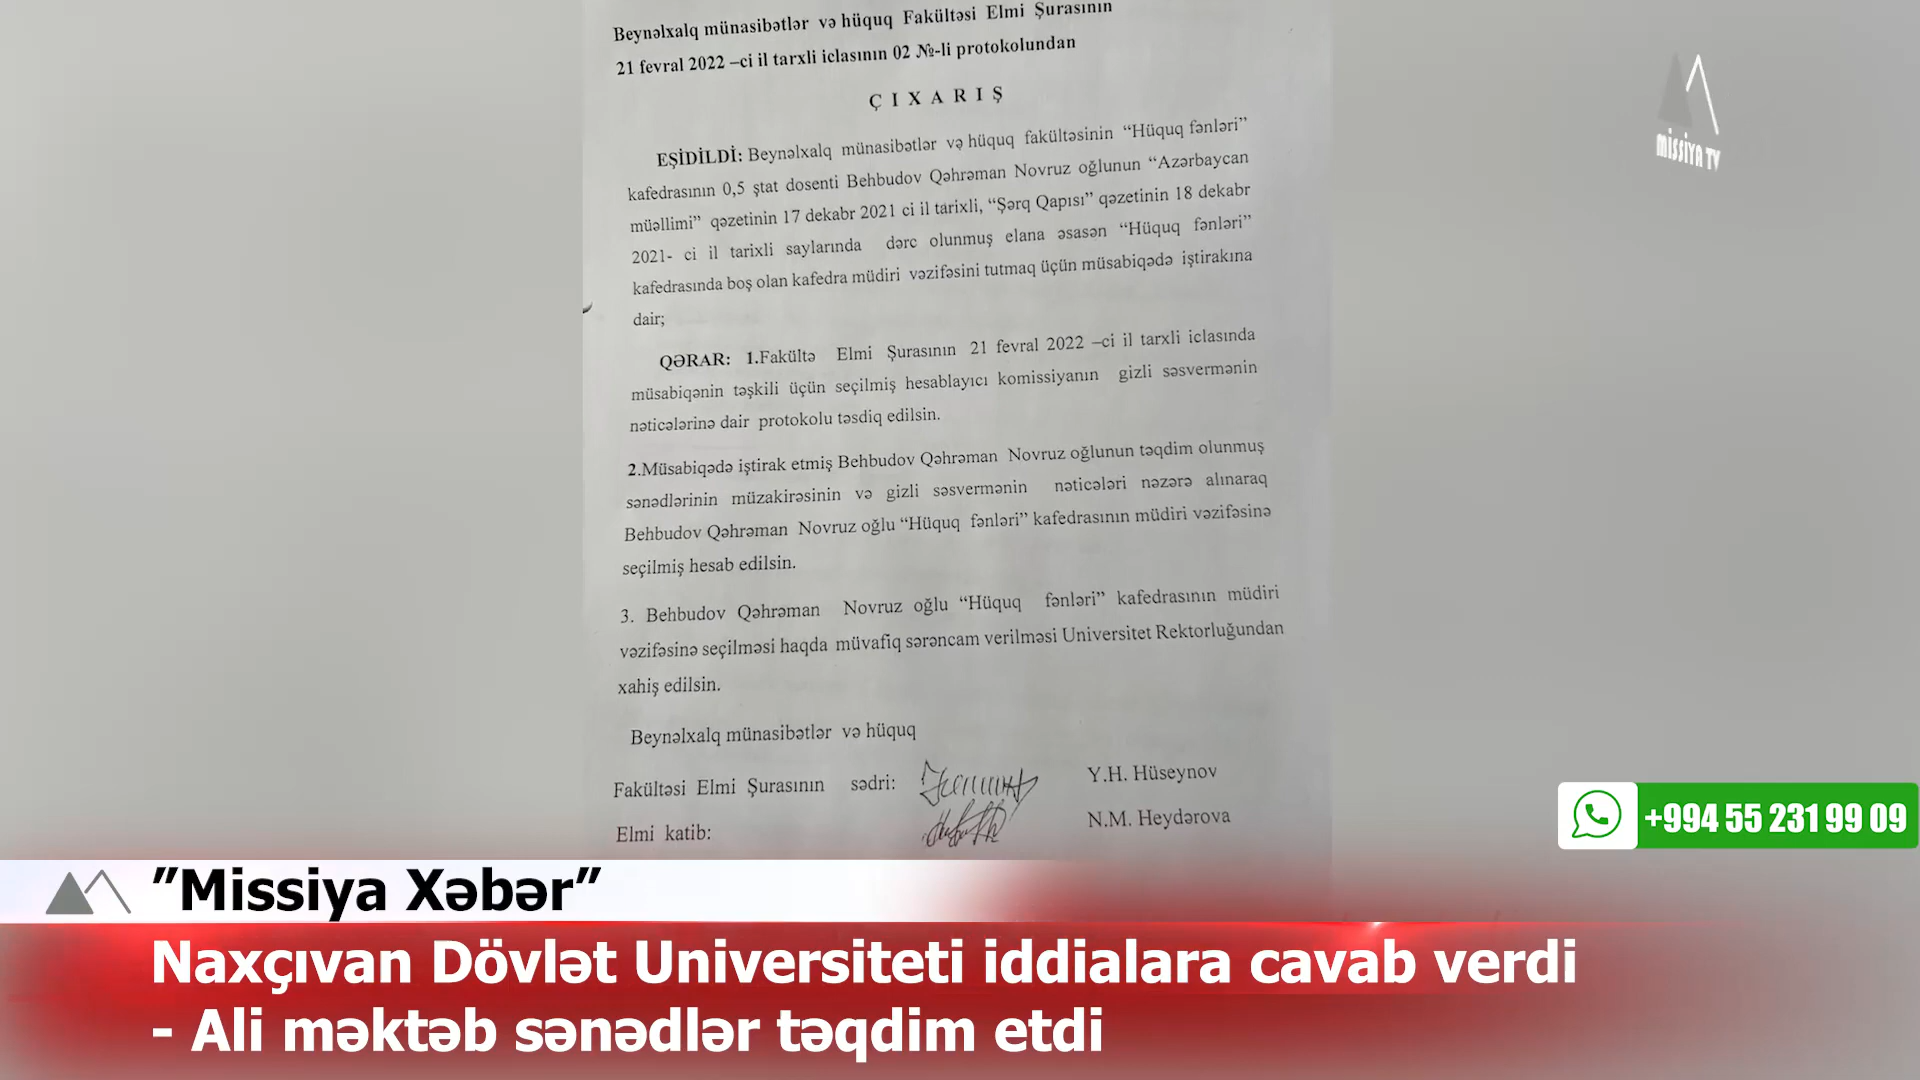 Beynəlxalq münasibətlər və hüquq Fakültəsi Elmi Şurasının
21 fevral 2022 –ci il tarxli iclasının 02 №-li protokolundan
Ç I X A R I Ş
EŞİDİLDİ: Beynəlxalq münasibətlər və hüquq fakültəsinin “Hüquq fənləri”
kafedrasının 0,5 ştat dosenti Behbudov Qəhrəman Novruz oğlunun “Azərbaycan
müəllimi” qəzetinin 17 dekabr 2021 ci il tarixli, “Şərq Qapısı” qəzetinin 18 dekabr
2021- ci il tarixli saylarında dərc olunmuş elana əsasən “Hüquq fənləri”
kafedrasında boş olan kafedra müdiri vəzifəsini tutmaq üçün müsabiqədə iştirakına
dair;
QƏRAR: 1.Fakültə Elmi Şurasının 21 fevral 2022 –ci il tarxli iclasında
müsabiqənin təşkili üçün seçilmiş hesablayıcı komissiyanın gizli səsvermənin
nəticələrinə dair protokolu təsdiq edilsin.
2.Müsabiqədə iştirak etmiş Behbudov Qəhrəman Novruz oğlunun təqdim olunmuş
sənədlərinin müzakirəsinin və gizli səsvermənin nəticələri nəzərə alınaraq
Behbudov Qəhrəman Novruz oğlu “Hüquq fənləri” kafedrasının müdiri vəzifəsinə
seçilmiş hesab edilsin.
3. Behbudov Qəhrəman Novruz oğlu “Hüquq fənləri” kafedrasının müdiri
vəzifəsinə seçilməsi haqda müvafiq sərəncam verilməsi Universitet Rektorluğundan
xahiş edilsin.
Beynəlxalq münasibətlər və hüquq
Fakültəsi Elmi Şurasının sədri: Y.H. Hüseynov
Elmi katib: N.M. Heydərova
missiya TV
+994 55 231 99 09
”Missiya Xəbər”
Naxçıvan Dövlət Universiteti iddialara cavab verdi
- Ali məktəb sənədlər təqdim etdi